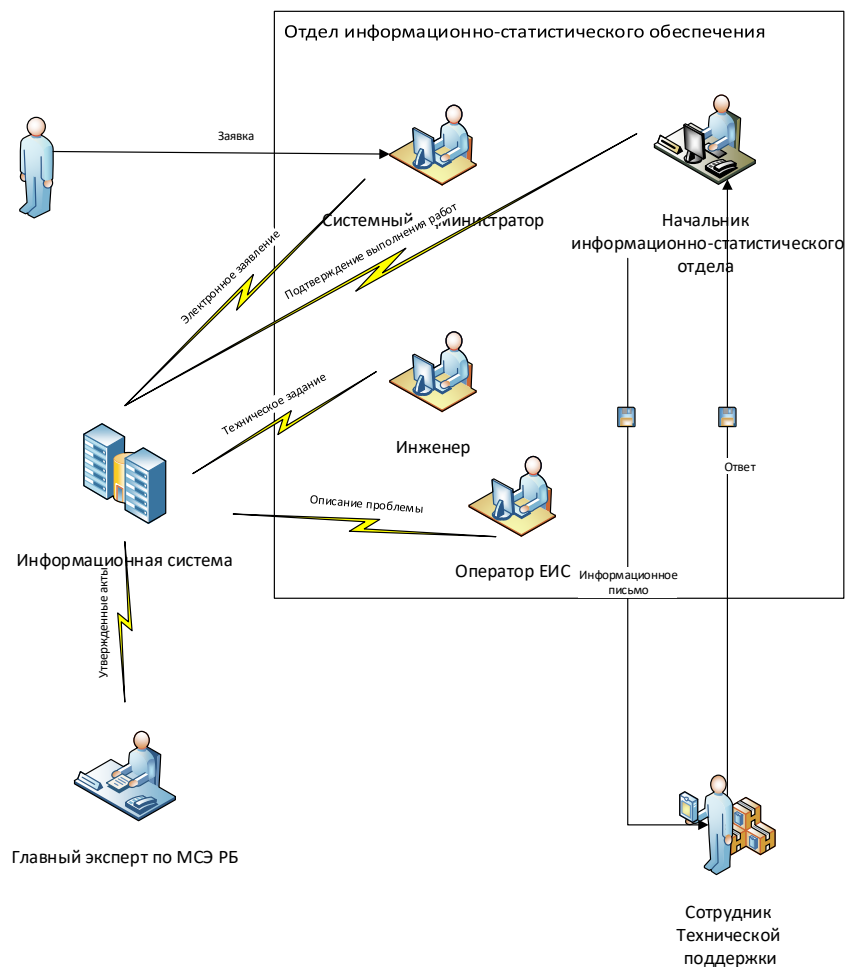 Отдел информационно-статистического обеспечения
Заявка
Системный администратор
Начальник
информационно-статистического
отдела
Электронное заявление
Подтверждение выполнения работ
Техническое задание
Инженер
Ответ
Описание проблемы
Информационная система
Оператор ЕИС
Информационное
письмо
Утвержденные акты
Главный эксперт по МСЭ РБ
Сотрудник
Технической
поддержки